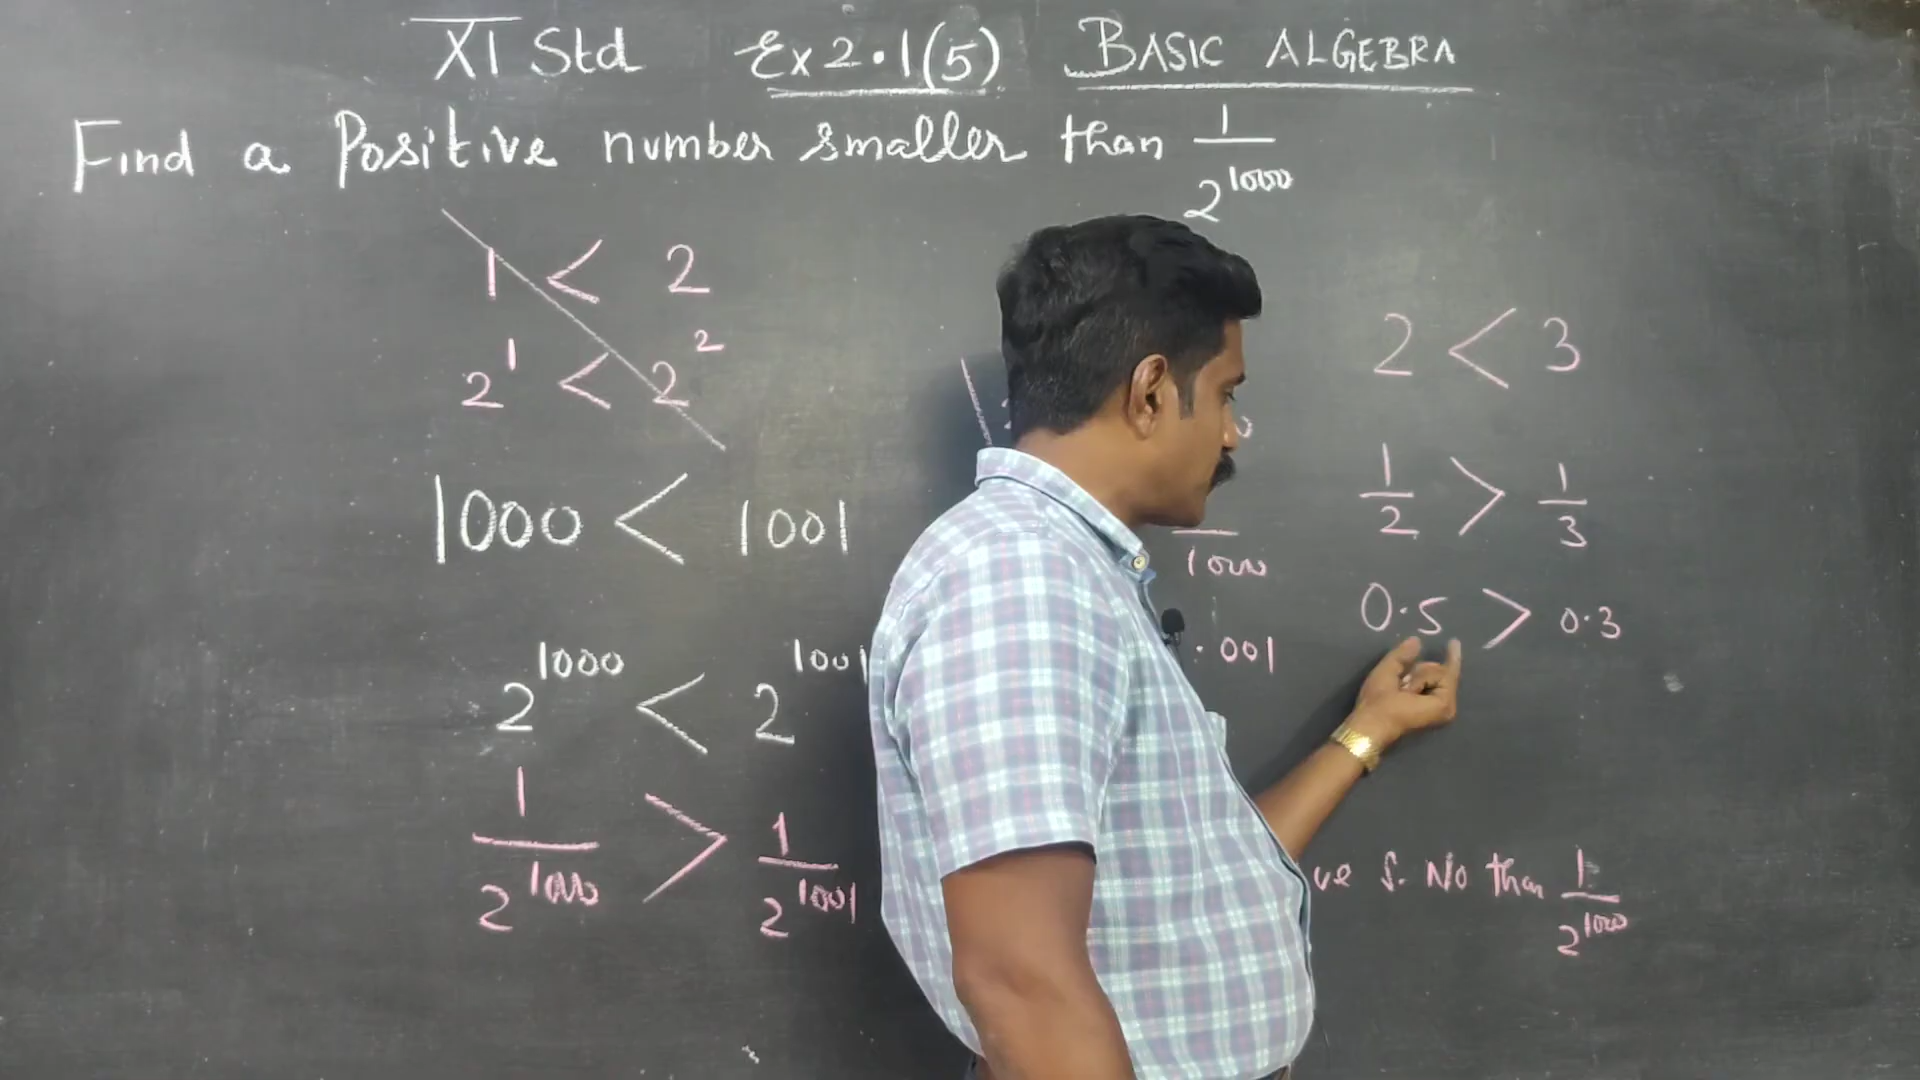 XI Std Ex 2.1(5) BASIC ALGEBRA
Find a Positive number smaller than 1/2^1000
1 < 2
2^1 < 2^2
1000 < 1001
2^1000 < 2^1001
1/2^1000 > 1/2^1001
1000
.001
2 < 3
1/2 > 1/3
0.5 > 0.3
ve S. No than 1/2^1000